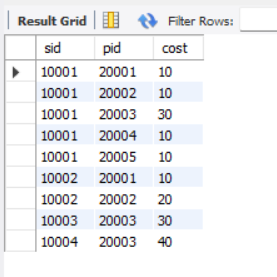 Result Grid Filter Rows:
sid pid cost
10001 20001 10
10001 20002 10
10001 20003 30
10001 20004 10
10001 20005 10
10002 20001 10
10002 20002 20
10003 20003 30
10004 20003 40